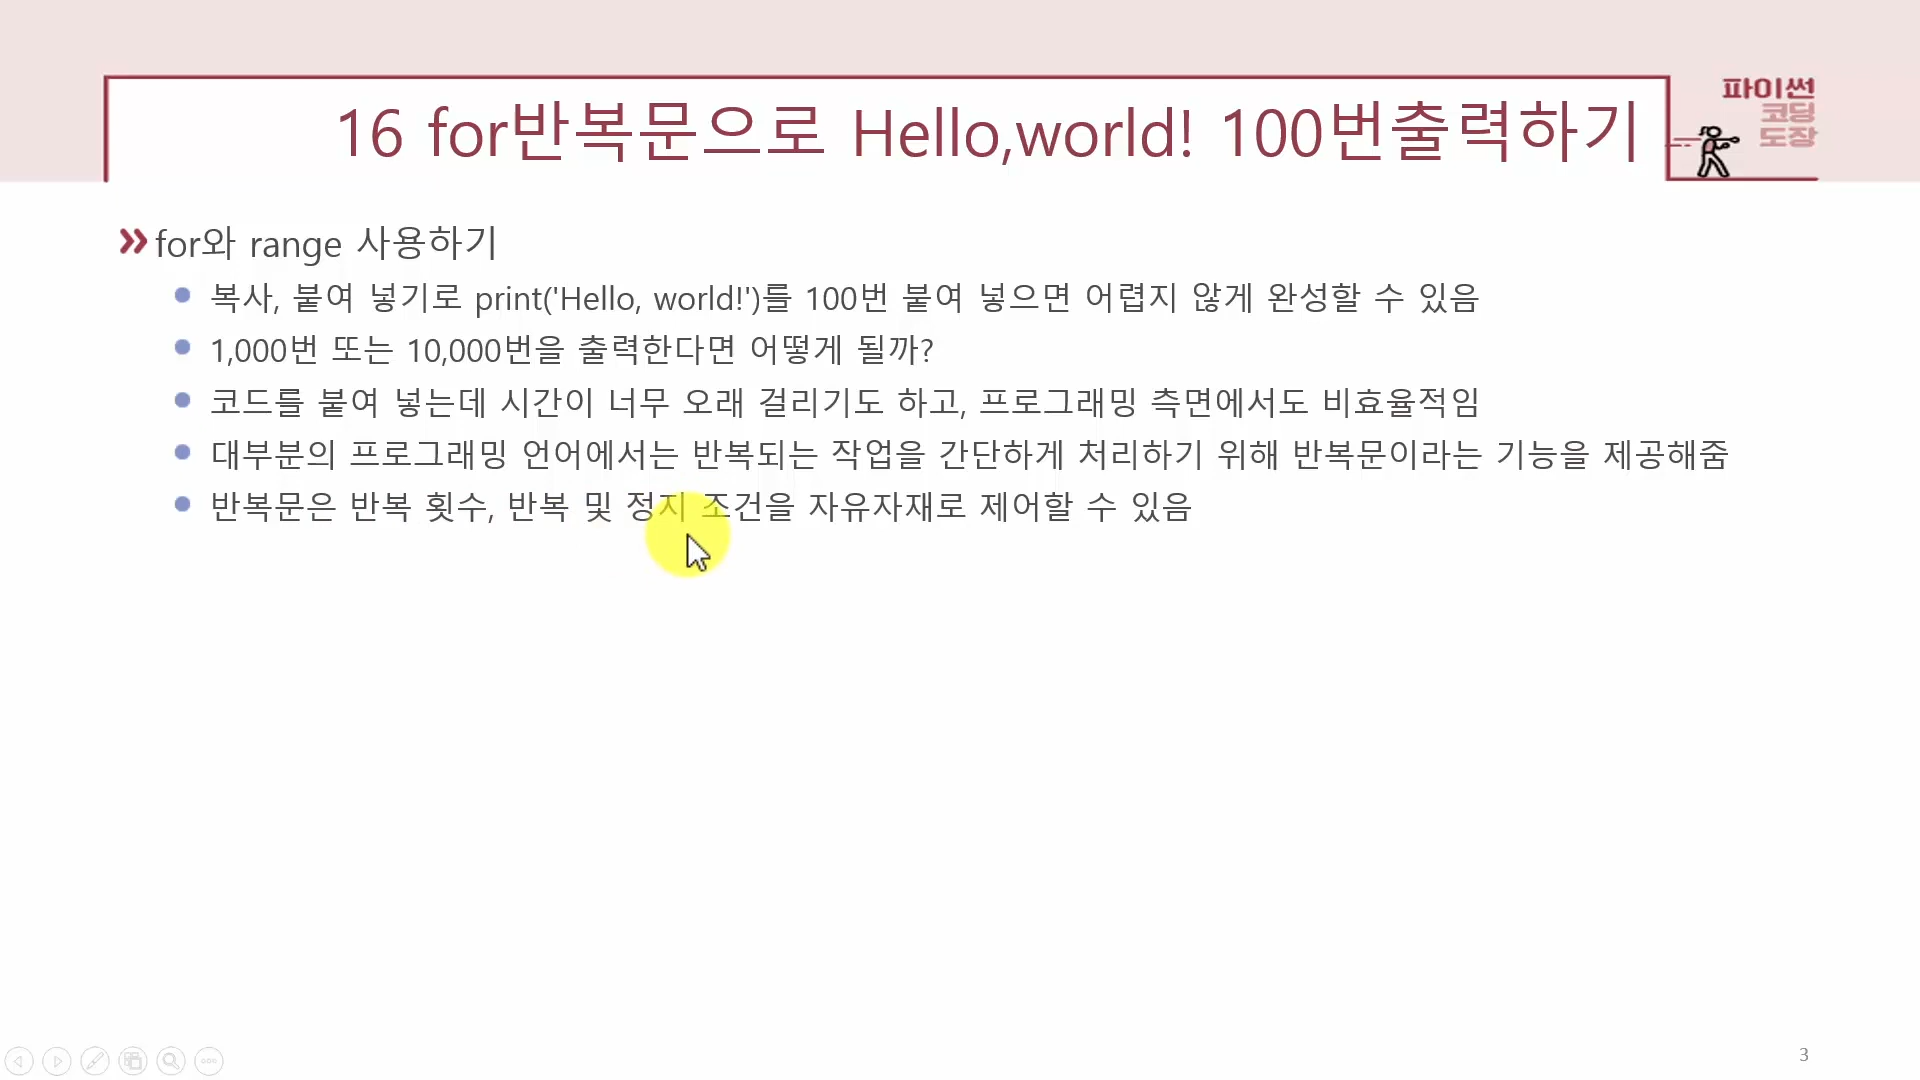 16 for반복문으로 Hello,world! 100번출력하기
파이썬
코딩
도장
for와 range 사용하기
복사, 붙여 넣기로 print('Hello, world!')를 100번 붙여 넣으면 어렵지 않게 완성할 수 있음
1,000번 또는 10,000번을 출력한다면 어떻게 될까?
코드를 붙여 넣는데 시간이 너무 오래 걸리기도 하고, 프로그래밍 측면에서도 비효율적임
대부분의 프로그래밍 언어에서는 반복되는 작업을 간단하게 처리하기 위해 반복문이라는 기능을 제공해줌
반복문은 반복 횟수, 반복 및 정지 조건을 자유자재로 제어할 수 있음
3